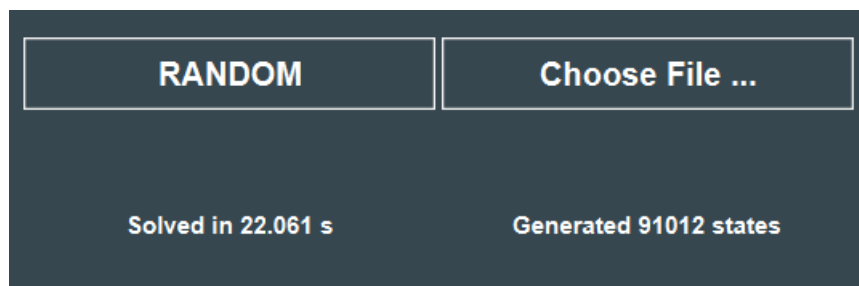 RANDOM
Choose File ...
Solved in 22.061 s
Generated 91012 states